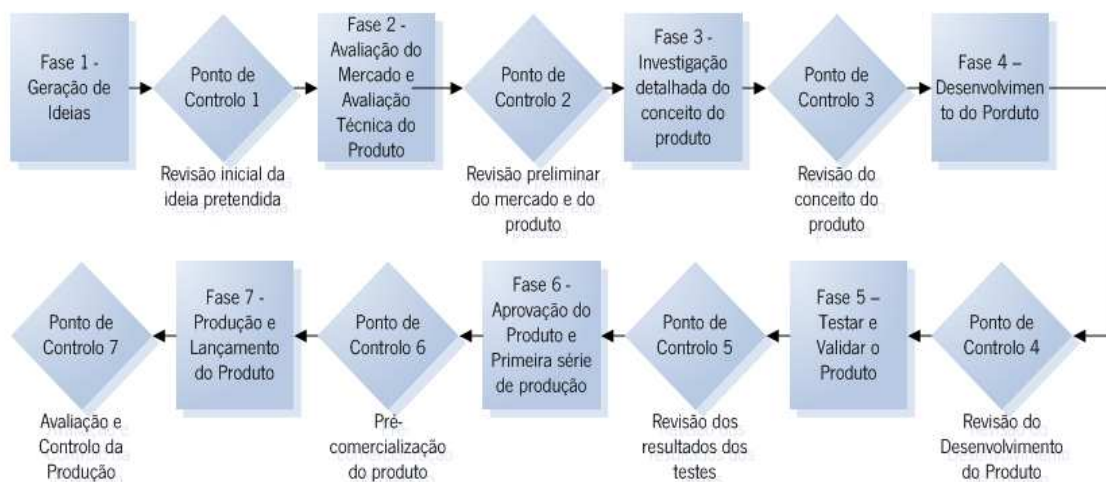 Fase 1 -
Geração de
Ideias
Ponto de
Controlo 1
Revisão inicial da
ideia pretendida
Fase 2 -
Avaliação do
Mercado e
Avaliação
Técnica do
Produto
Ponto de
Controlo 2
Revisão preliminar
do mercado e do
produto
Fase 3 -
Investigação
detalhada do
conceito do
produto
Ponto de
Controlo 3
Revisão do
conceito do
produto
Fase 4 –
Desenvolvimen
to do Porduto
Ponto de
Controlo 4
Revisão do
Desenvolvimento
do Produto
Fase 5 –
Testar e
Validar o
Produto
Ponto de
Controlo 5
Revisão dos
resultados dos
testes
Fase 6 -
Aprovação do
Produto e
Primeira série
de produção
Ponto de
Controlo 6
Pré-
comercialização
do produto
Fase 7 -
Produção e
Lançamento
do Produto
Ponto de
Controlo 7
Avaliação e
Controlo da
Produção